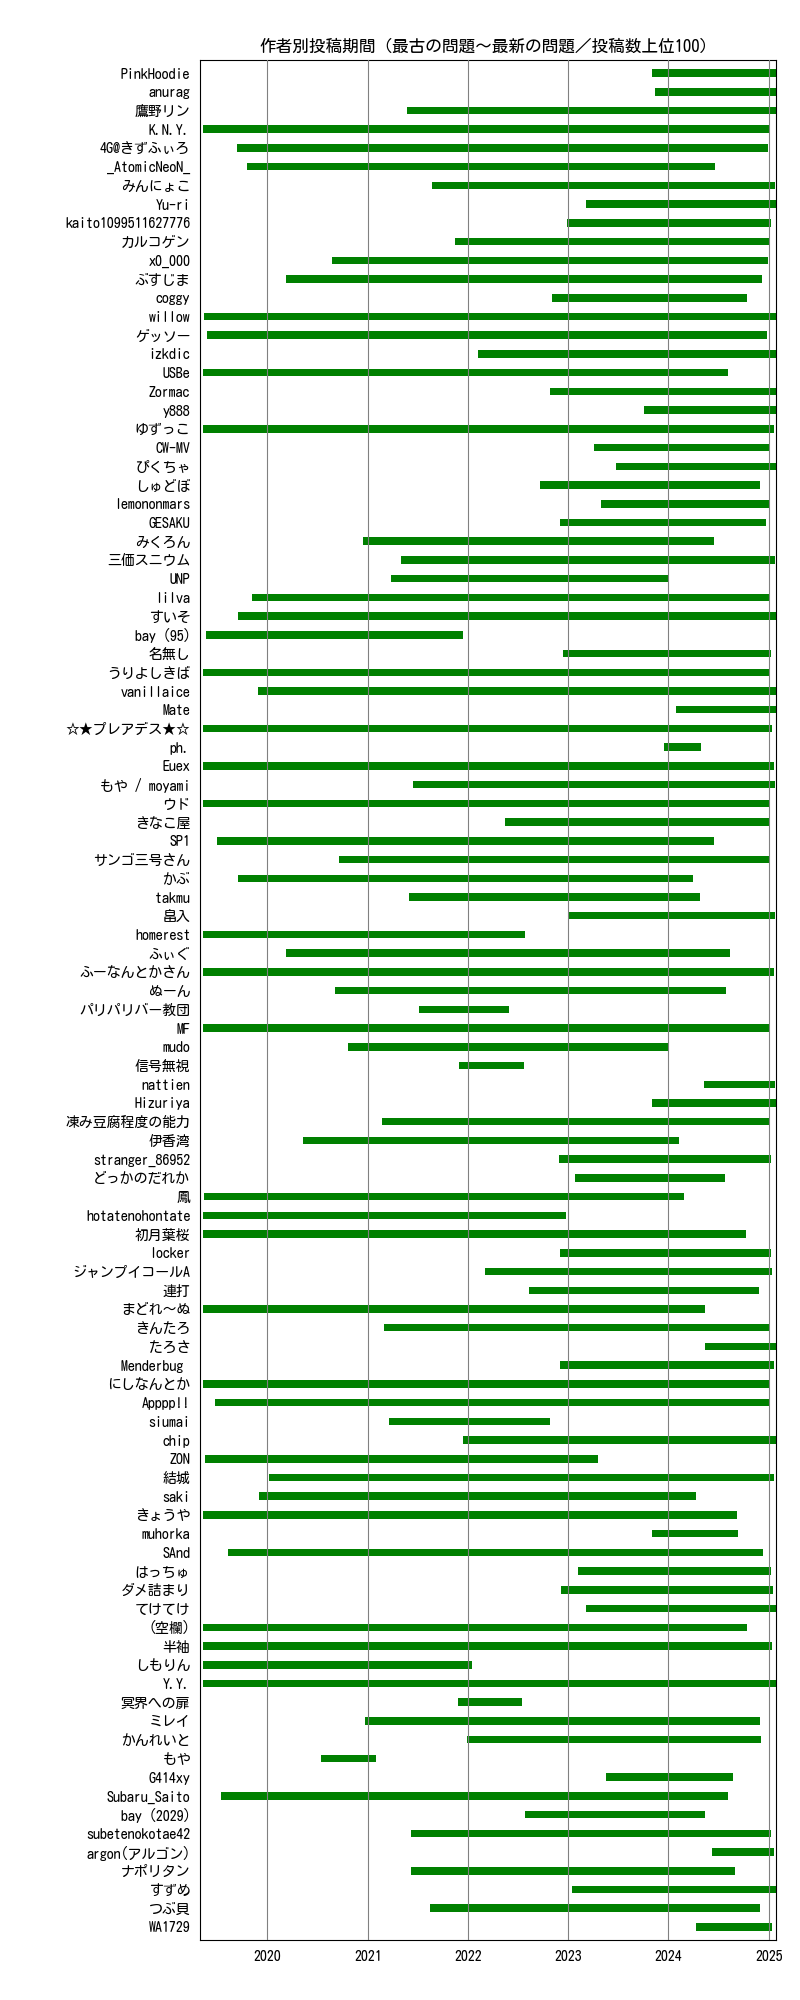 作者別投稿期間（最古の問題～最新の問題／投稿数上位100）
PinkHoodie
anurag
鷹野リン
K.N.Y.
4G@きずふぃろ
_AtomicNeoN_
みんにょこ
Yu-ri
kaito1099511627776
カルコゲン
x0_000
ぶすじま
coggy
willow
ゲッソー
izkdic
USBe
Zormac
y888
ゆずっこ
CW-MV
ぴくちゃ
しゅどぼ
lemononmars
GESAKU
みくろん
三価スニウム
UNP
lilva
すいそ
bay (95)
名無し
うりよしきば
vanillaice
Mate
☆★プレアデス★☆
ph.
Euex
もや / moyami
ウド
きなこ屋
SP1
サンゴ三号さん
かぶ
takmu
畠入
homerest
ふぃぐ
ふーなんとかさん
ぬーん
パリパリバー教団
MF
mudo
信号無視
nattien
Hizuriya
凍み豆腐程度の能力
伊香湾
stranger_86952
どっかのだれか
鳳
hotatenohontate
初月葉桜
locker
ジャンプイコールA
連打
まどれ～ぬ
きんたろ
たろさ
Menderbug
にしなんとか
Appppll
siumai
chip
ZON
結城
saki
きょうや
muhorka
SAnd
はっちゅ
ダメ詰まり
てけてけ
(空欄)
半袖
しもりん
Y.Y.
冥界への扉
ミレイ
かんれいと
もや
G414xy
Subaru_Saito
bay (2029)
subetenokotae42
argon(アルゴン)
ナポリタン
すずめ
つぶ貝
WA1729
2020 2021 2022 2023 2024 2025